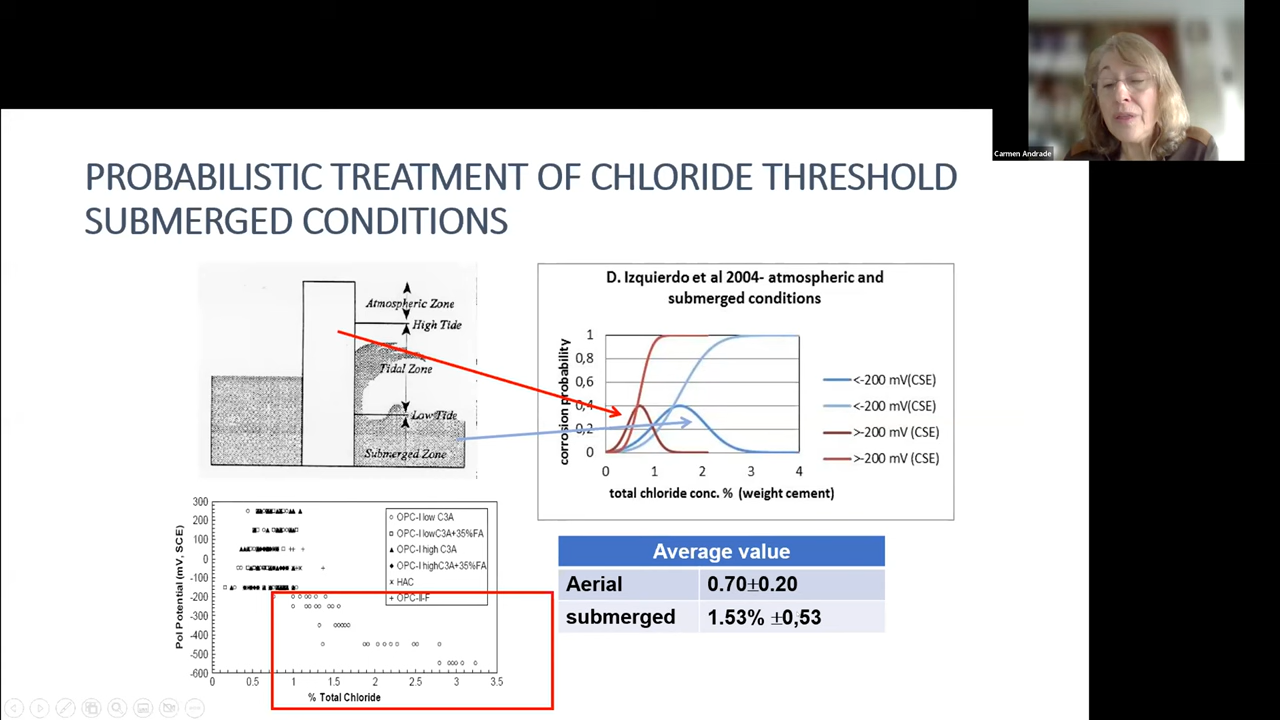 Carmen Andrade
PROBABILISTIC TREATMENT OF CHLORIDE THRESHOLD
SUBMERGED CONDITIONS
Atmospheric Zone
High Tide
Tidal Zone
Low Tide
Submerged Zone
D. Izquierdo et al 2004- atmospheric and
submerged conditions
corrosion probability
1
0,8
0,6
0,4
0,2
0
0 1 2 3 4
total chloride conc. % (weight cement)
<-200 mV(CSE)
<-200 mV(CSE)
>-200 mV (CSE)
>-200 mV (CSE)
Pol Potential (mV, SCE)
300
200
100
0
-100
-200
-300
-400
-500
-600
0 0.5 1 1.5 2 2.5 3 3.5
% Total Chloride
OPC-I low C3A
OPC-I lowC3A+35%FA
OPC-I high C3A
OPC-I highC3A+35%FA
HAC
OPC-II-F
Average value
Aerial 0.70±0.20
submerged 1.53% ±0,53